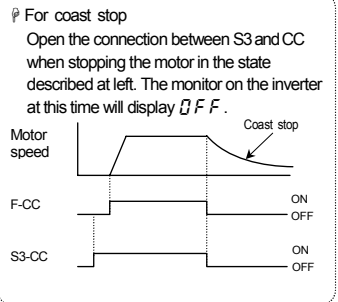 For coast stop
Open the connection between S3 and CC
when stopping the motor in the state
described at left. The monitor on the inverter
at this time will display OFF.
Coast stop
Motor
speed
F-CC
ON
OFF
S3-CC
ON
OFF